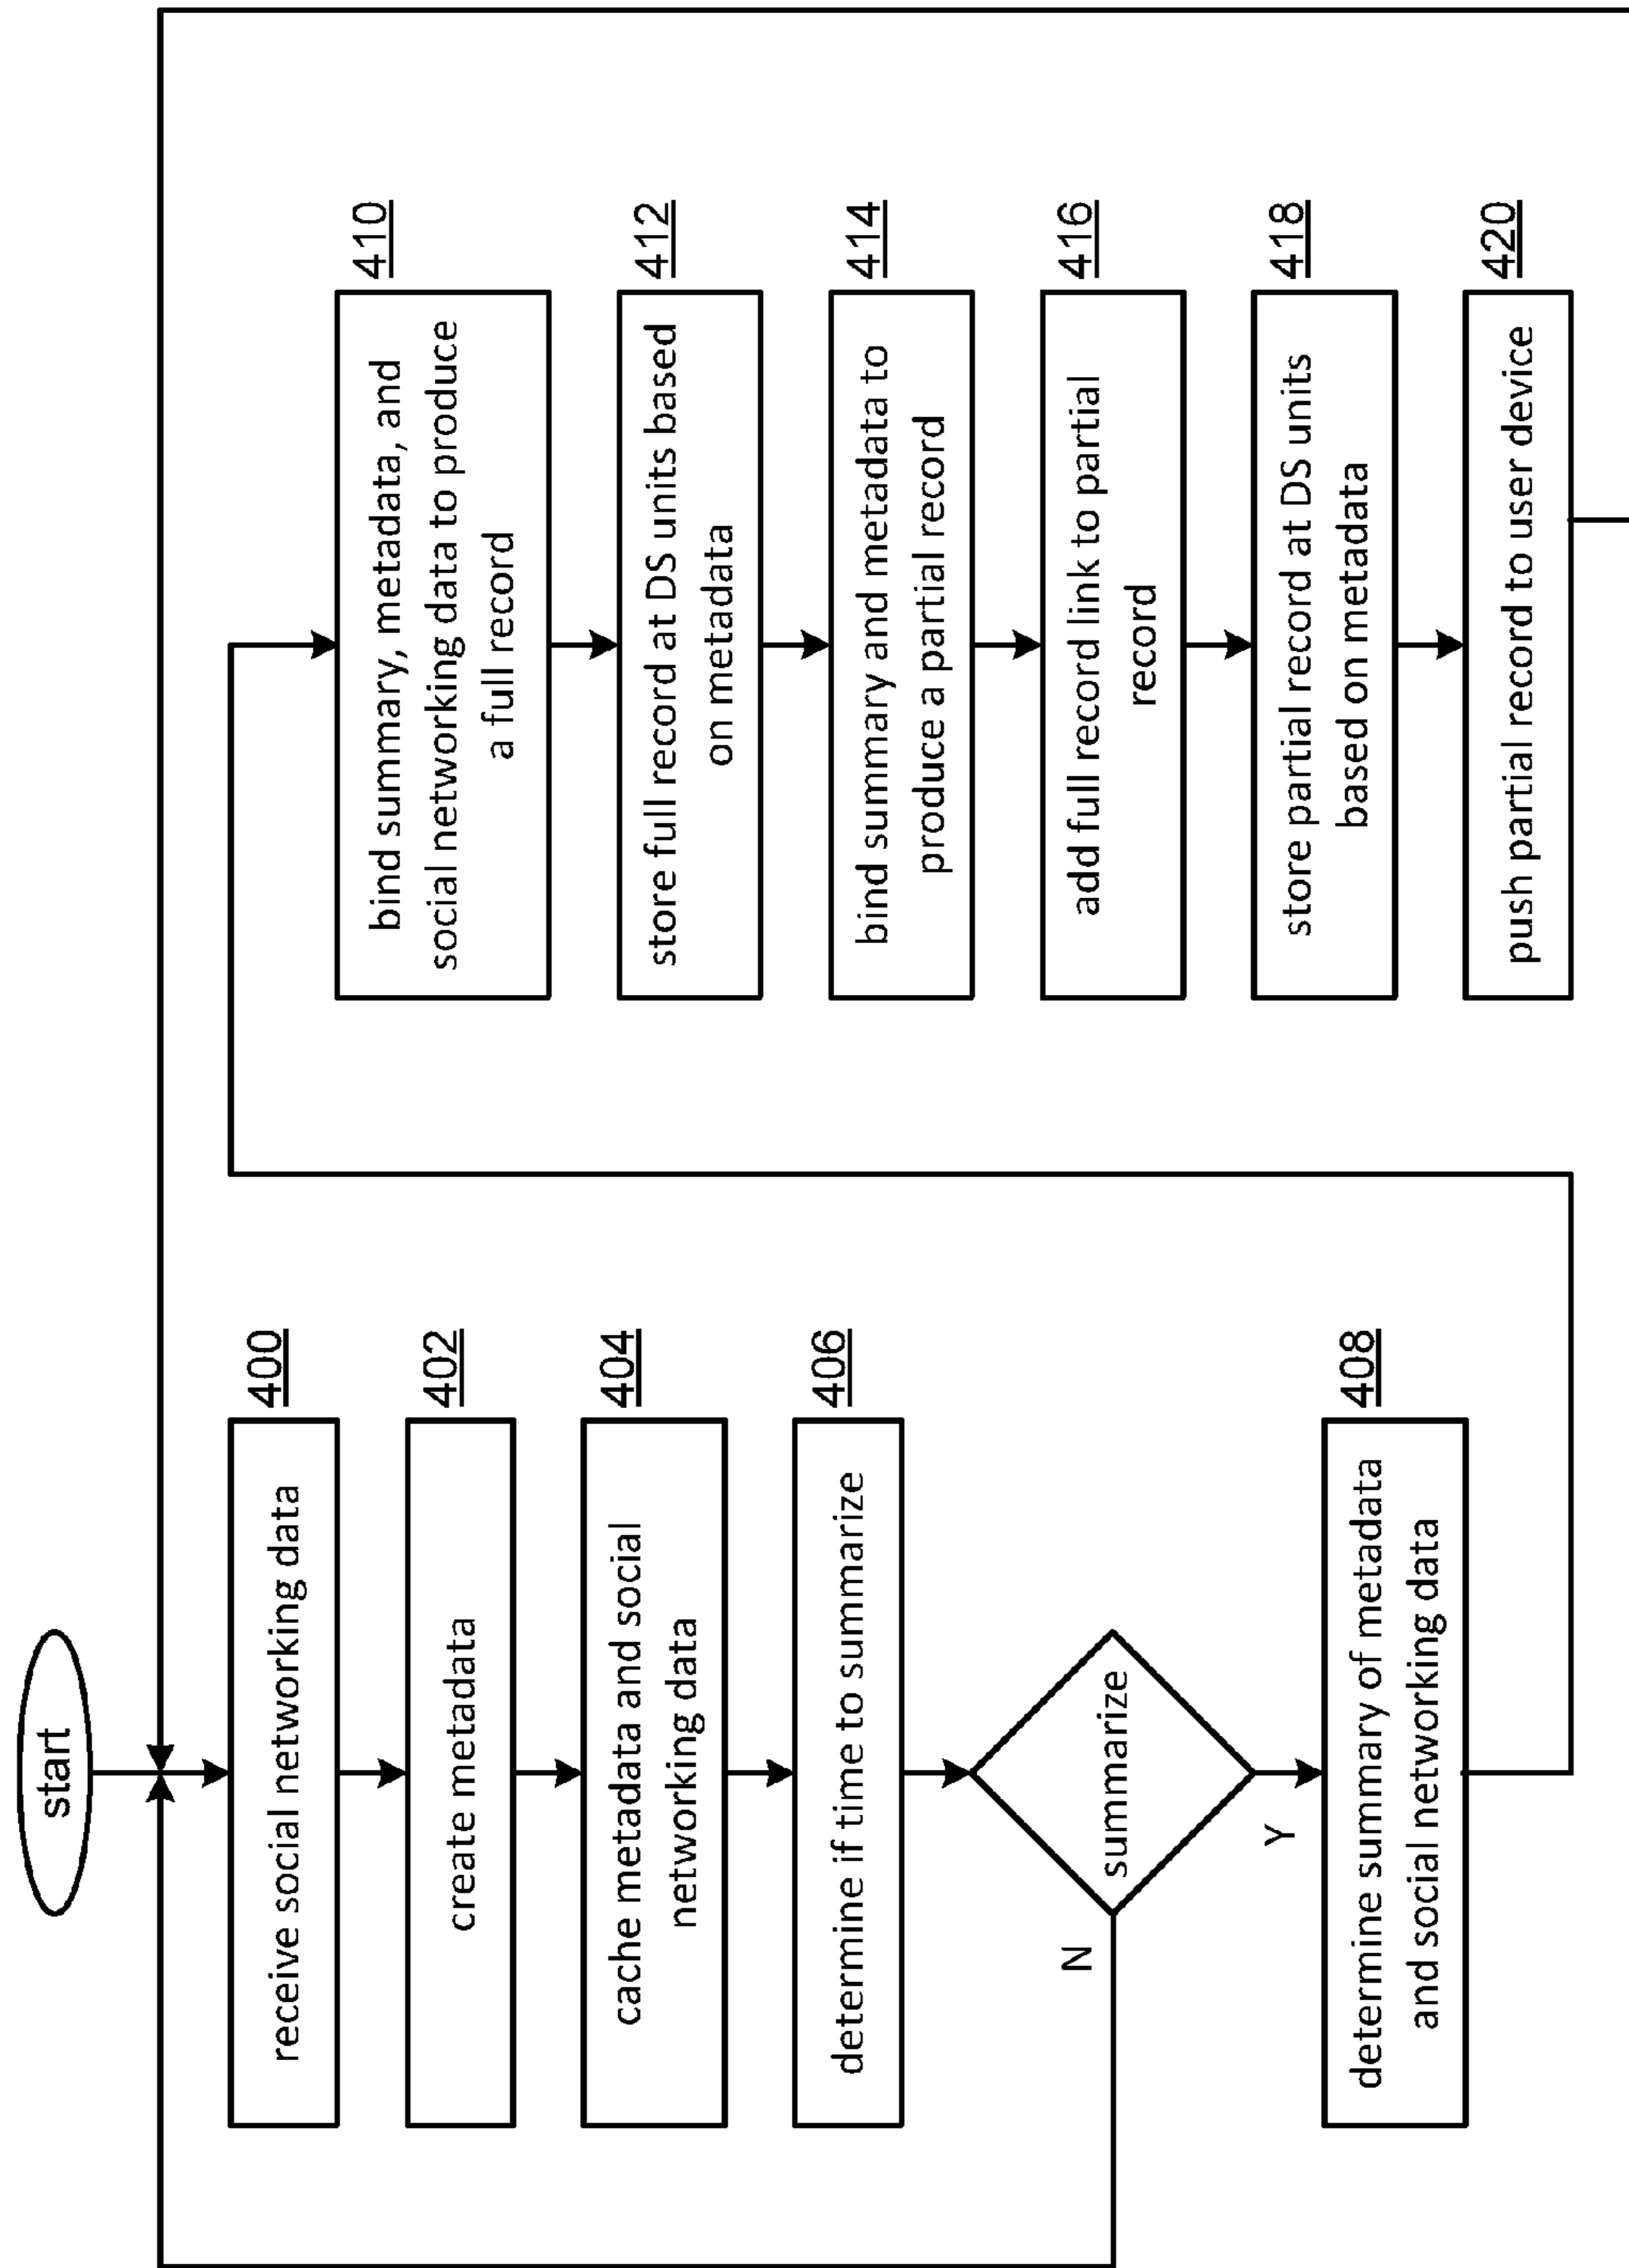 start
400
receive social networking data
402
create metadata
404
cache metadata and social
networking data
406
determine if time to summarize
summarize
N
Y
408
determine summary of metadata
and social networking data
410
bind summary, metadata, and
social networking data to produce
a full record
412
store full record at DS units based
on metadata
414
bind summary and metadata to
produce a partial record
416
add full record link to partial
record
418
store partial record at DS units
based on metadata
420
push partial record to user device